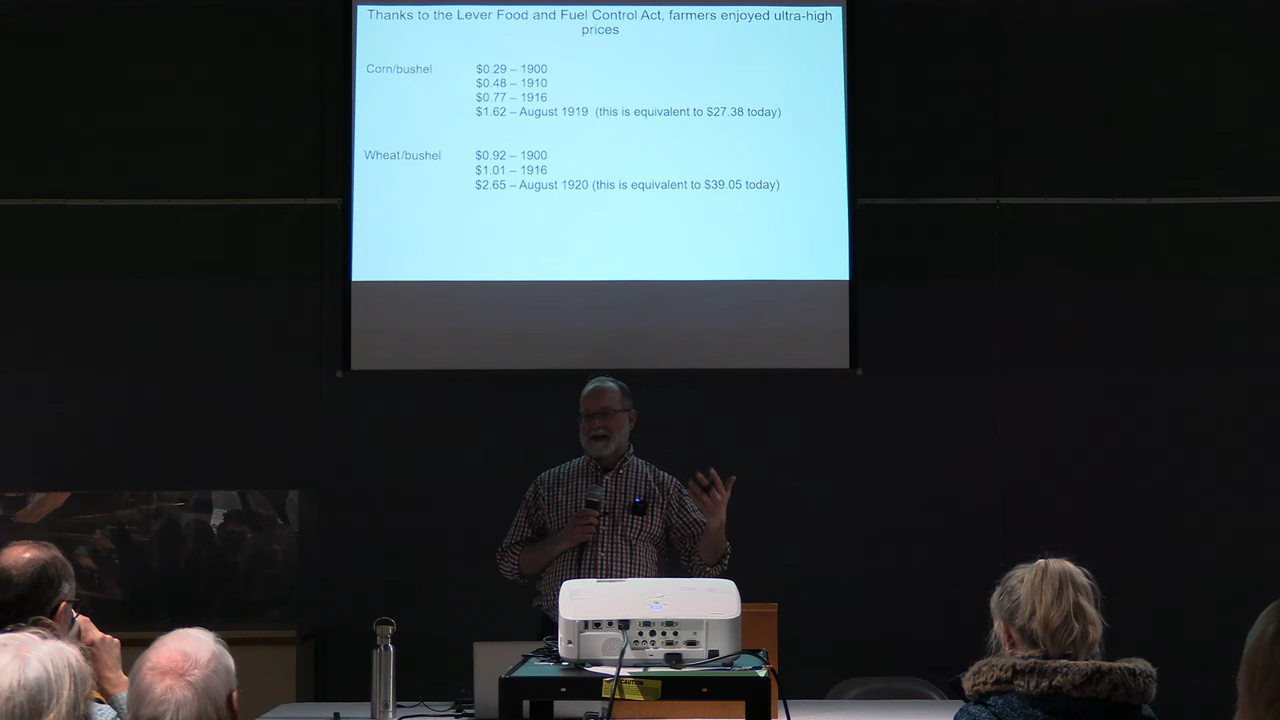 Thanks to the Lever Food and Fuel Control Act, farmers enjoyed ultra-high
prices
Corn/bushel $0.29 – 1900
$0.48 – 1910
$0.77 – 1916
$1.62 – August 1919 (this is equivalent to $27.38 today)
Wheat/bushel $0.92 – 1900
$1.01 – 1916
$2.65 – August 1920 (this is equivalent to $39.05 today)
CAUTION